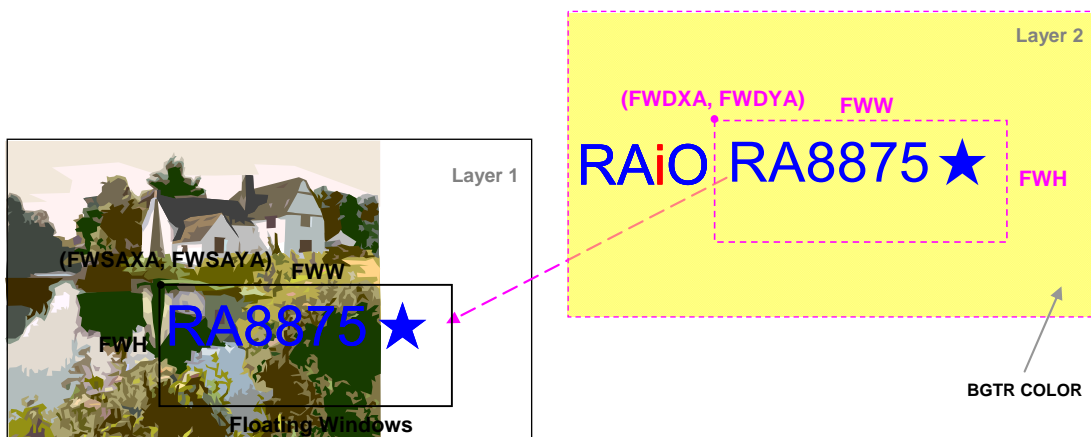 Layer 2
(FWDXA, FWDYA)
FWW
RAiO RA8875
FWH
Layer 1
(FWSAXA, FWSAYA)
FWW
RA8875
FWH
BGTR COLOR
Floating Windows